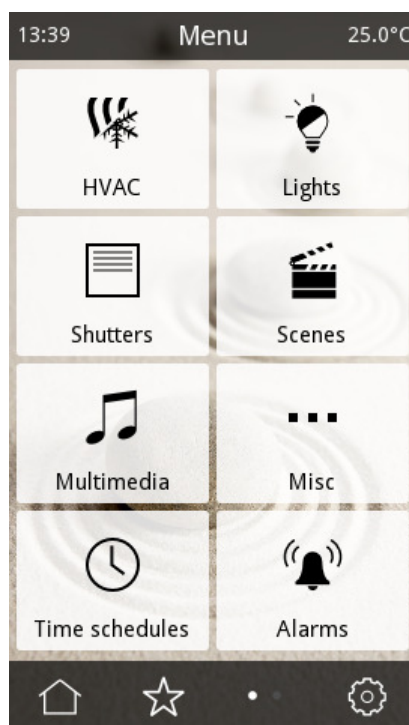 13:39 Menu 25.0°C
HVAC Lights
Shutters Scenes
Multimedia Misc
Time schedules Alarms